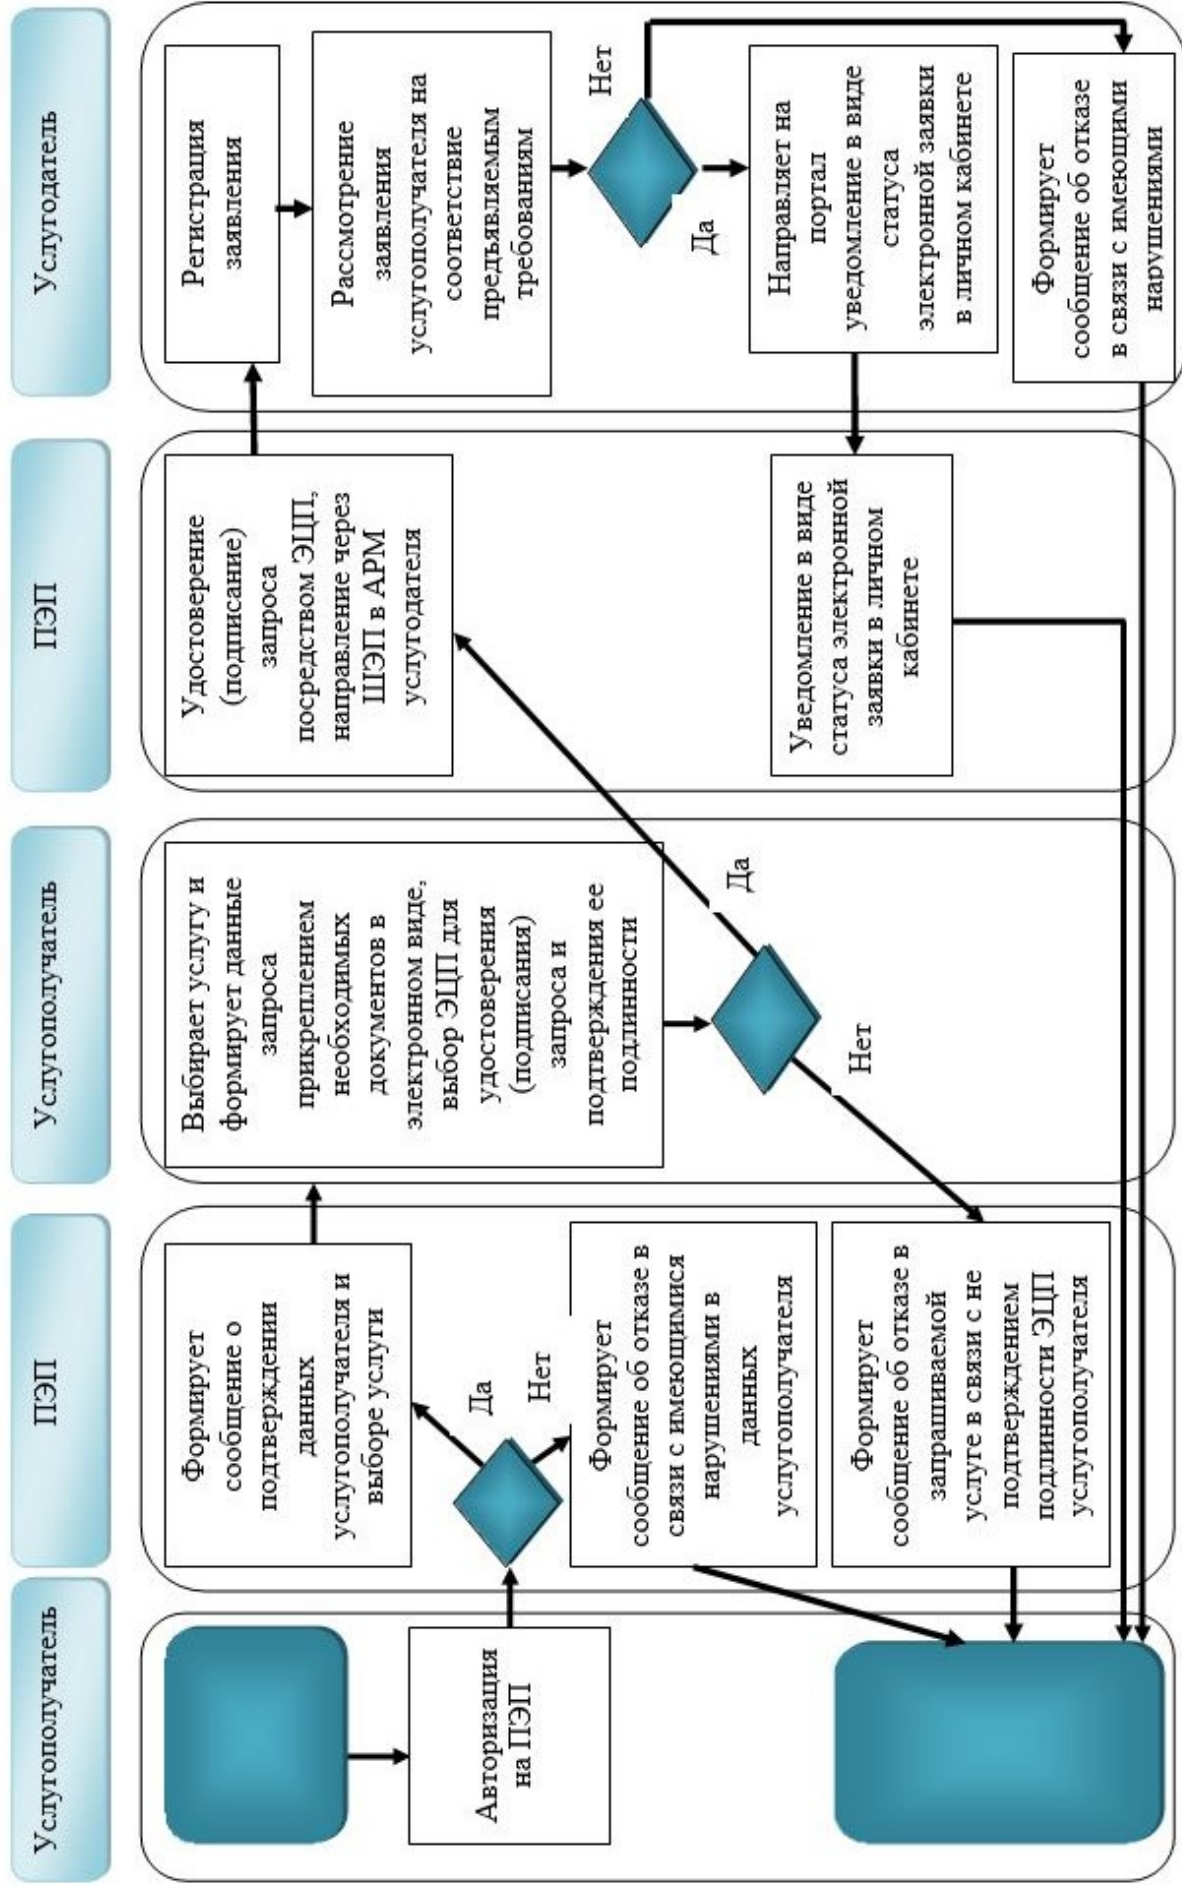 Услугополучатель
ПЭП
Услугополучатель
ПЭП
Услугодатель
Авторизация
на ПЭП
Формирует
сообщение о
подтверждении
данных
услугополучателя и
выборе услуги
Да
Нет
Формирует
сообщение об отказе в
связи с имеющимися
нарушениями в
данных
услугополучателя
Формирует
сообщение об отказе в
запрашиваемой
услуге в связи с не
подтверждением
подлинности ЭЦП
услугополучателя
Выбирает услугу и
формирует данные
запроса
прикреплением
необходимых
документов в
электронном виде,
выбор ЭЦП для
удостоверения
(подписания)
запроса и
подтверждения ее
подлинности
Да
Нет
Удостоверение
(подписание)
запроса
посредством ЭЦП,
направление через
ШЭП в АРМ
услугодателя
Уведомление в виде
статуса электронной
заявки в личном
кабинете
Регистрация
заявления
Рассмотрение
заявления
услугополучателя на
соответствие
предьявляемым
требованиям
Нет
Да
Направляет на
портал
уведомление в виде
статуса
электронной заявки
в личном кабинете
Формирует
сообщение об отказе
в связи с имеющими
нарушениями